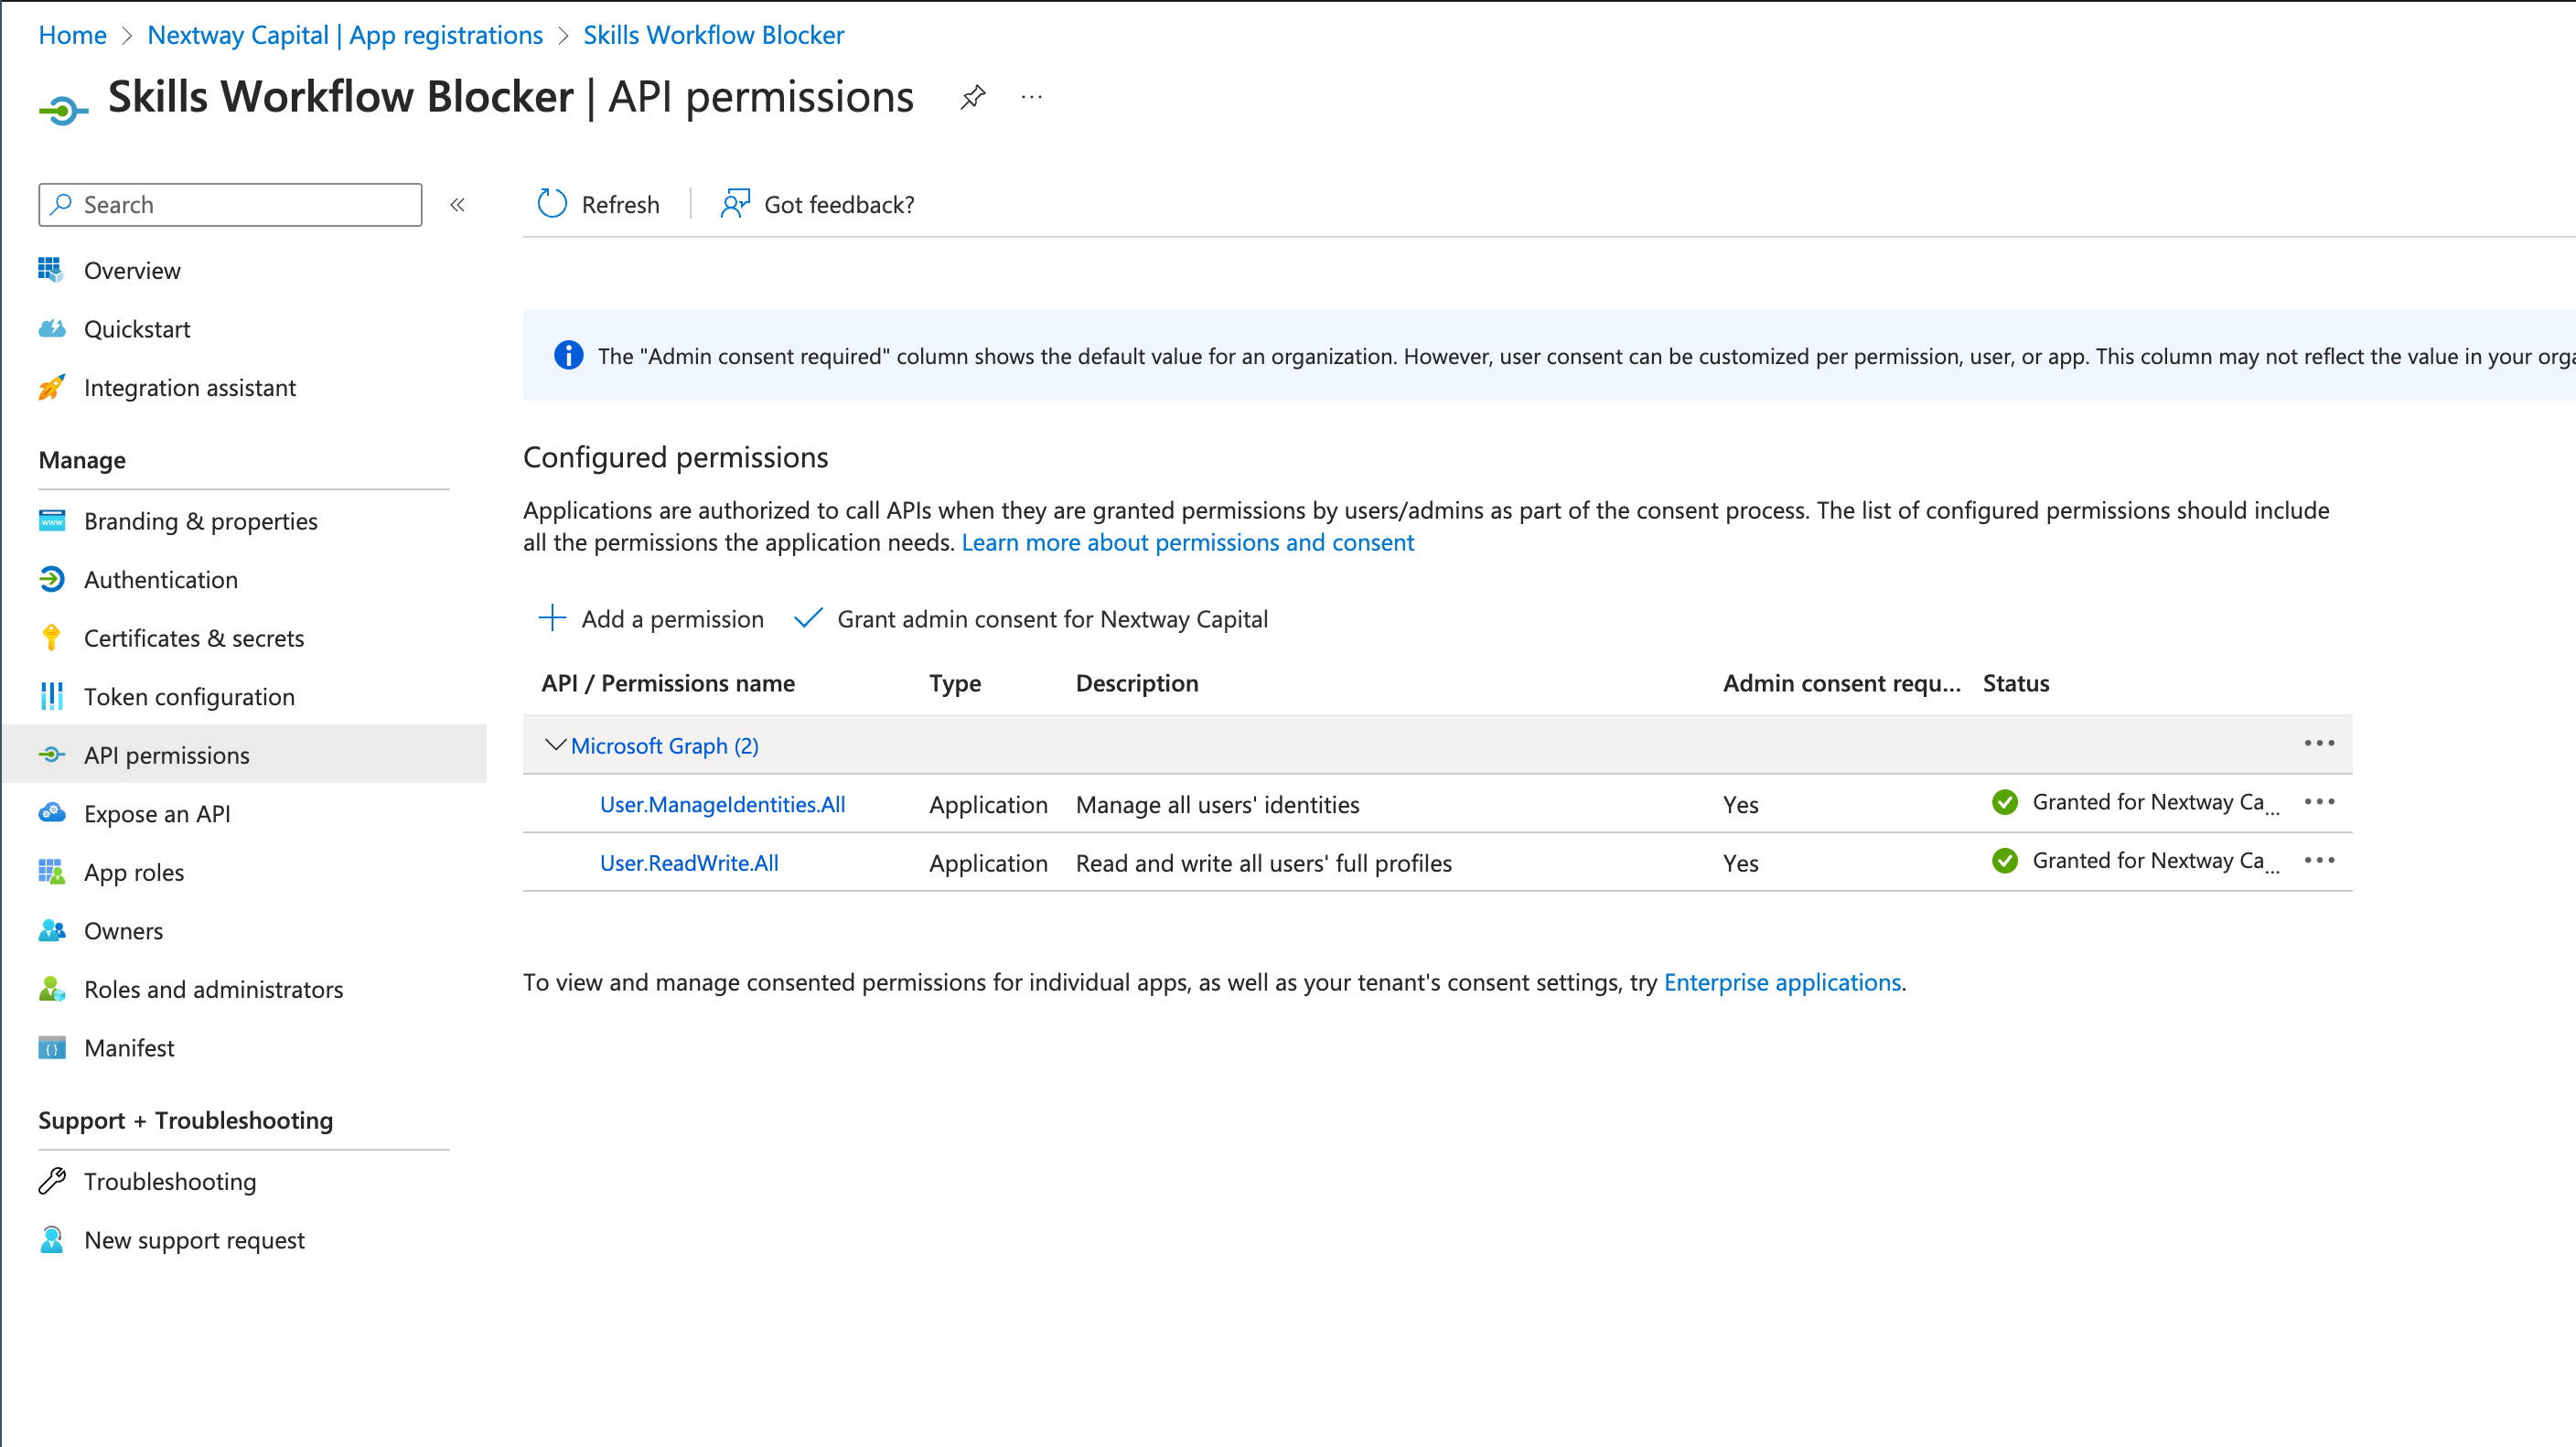 Home > Nextway Capital | App registrations > Skills Workflow Blocker
Skills Workflow Blocker | API permissions
Search
Refresh
Got feedback?
Overview
Quickstart
Integration assistant
Manage
Branding & properties
Authentication
Certificates & secrets
Token configuration
API permissions
Expose an API
App roles
Owners
Roles and administrators
Manifest
Support + Troubleshooting
Troubleshooting
New support request
The "Admin consent required" column shows the default value for an organization. However, user consent can be customized per permission, user, or app. This column may not reflect the value in your orga
Configured permissions
Applications are authorized to call APIs when they are granted permissions by users/admins as part of the consent process. The list of configured permissions should include
all the permissions the application needs. Learn more about permissions and consent
Add a permission
Grant admin consent for Nextway Capital
API / Permissions name Type Description Admin consent requ... Status
Microsoft Graph (2)
User.ManageIdentities.All Application Manage all users' identities Yes Granted for Nextway Ca...
User.ReadWrite.All Application Read and write all users' full profiles Yes Granted for Nextway Ca...
To view and manage consented permissions for individual apps, as well as your tenant's consent settings, try Enterprise applications.